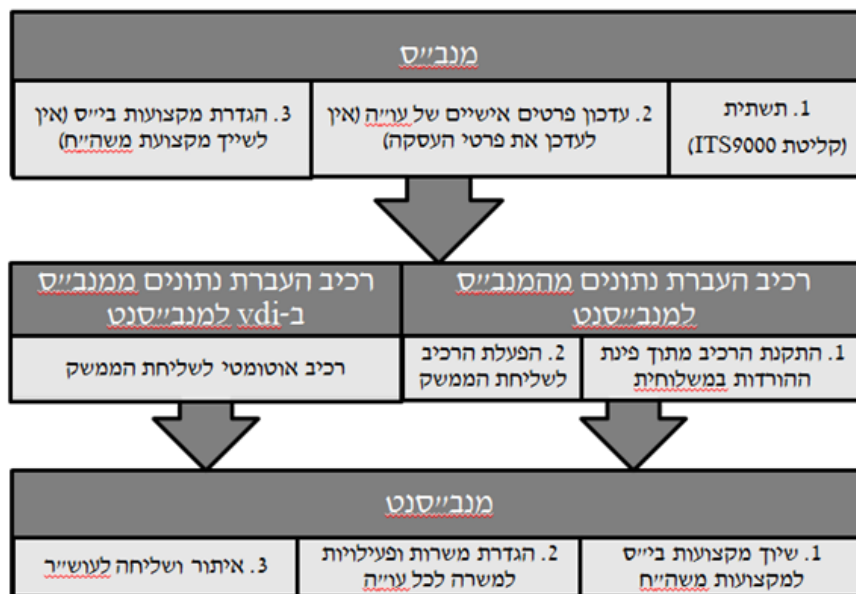 מנב״ס
1. תשתית
(קליטת ITS9000)
2. עדכון פרטים אישיים של עו״ה (אין
לעדכן את פרטי העסקה)
3. הגדרת מקצועות בי״ס (אין
לשייך מקצועת משה״ח)
רכיב העברת נתונים מהמנב״ס
למנב״סנט
1. התקנת הרכיב מתוך פינת
ההורדות במשלוחית
2. הפעלת הרכיב
לשליחת הממשק
רכיב העברת נתונים ממנב״ס
ב-vdi למנב״סנט
רכיב אוטומטי לשליחת הממשק
מנב״סנט
1. שיוך מקצועות בי״ס
למקצועות משה״ח
2. הגדרת משרות ופעילויות
למשרה לכל עו״ה
3. איתור ושליחה לעוש״ר